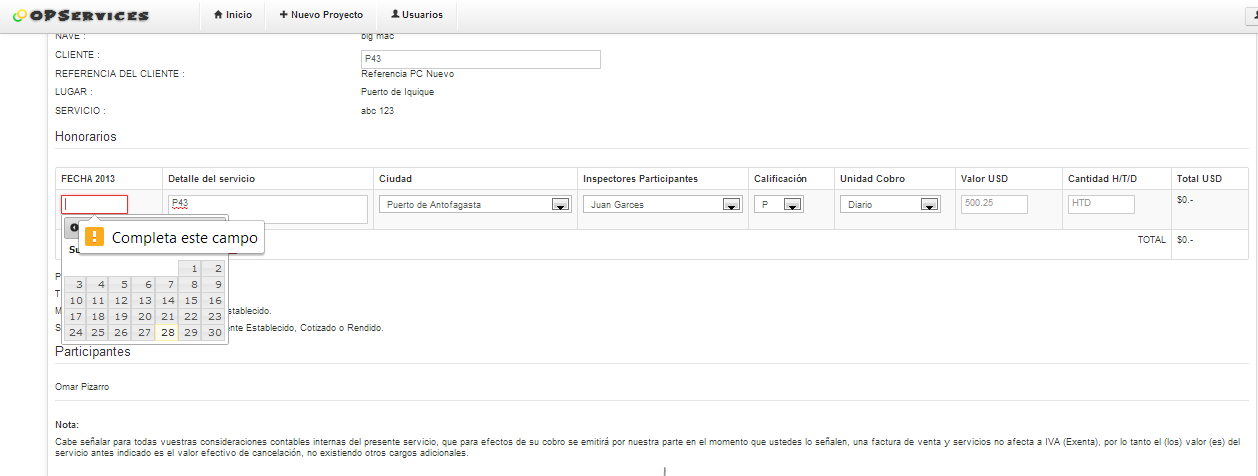 OPServices
Inicio
Nuevo Proyecto
Usuarios
NAVE :
big mac
CLIENTE :
P43
REFERENCIA DEL CLIENTE :
Referencia PC Nuevo
LUGAR :
Puerto de Iquique
SERVICIO :
abc 123
Honorarios
FECHA 2013 Detalle del servicio Ciudad Inspectores Participantes Calificación Unidad Cobro Valor USD Cantidad H/T/D Total USD
P43 Puerto de Antofagasta Juan Garces P Diario 500.25 HTD $0.-
Completa este campo
Su
TOTAL $0.-
1 2
3 4 5 6 7 8 9
10 11 12 13 14 15 16
17 18 19 20 21 22 23
24 25 26 27 28 29 30
P
T
M stablecido.
S ente Establecido, Cotizado o Rendido.
Participantes
Omar Pizarro
Nota:
Cabe señalar para todas vuestras consideraciones contables internas del presente servicio, que para efectos de su cobro se emitirá por nuestra parte en el momento que ustedes lo señalen, una factura de venta y servicios no afecta a IVA (Exenta), por lo tanto el (los) valor (es) del
servicio antes indicado es el valor efectivo de cancelación, no existiendo otros cargos adicionales.